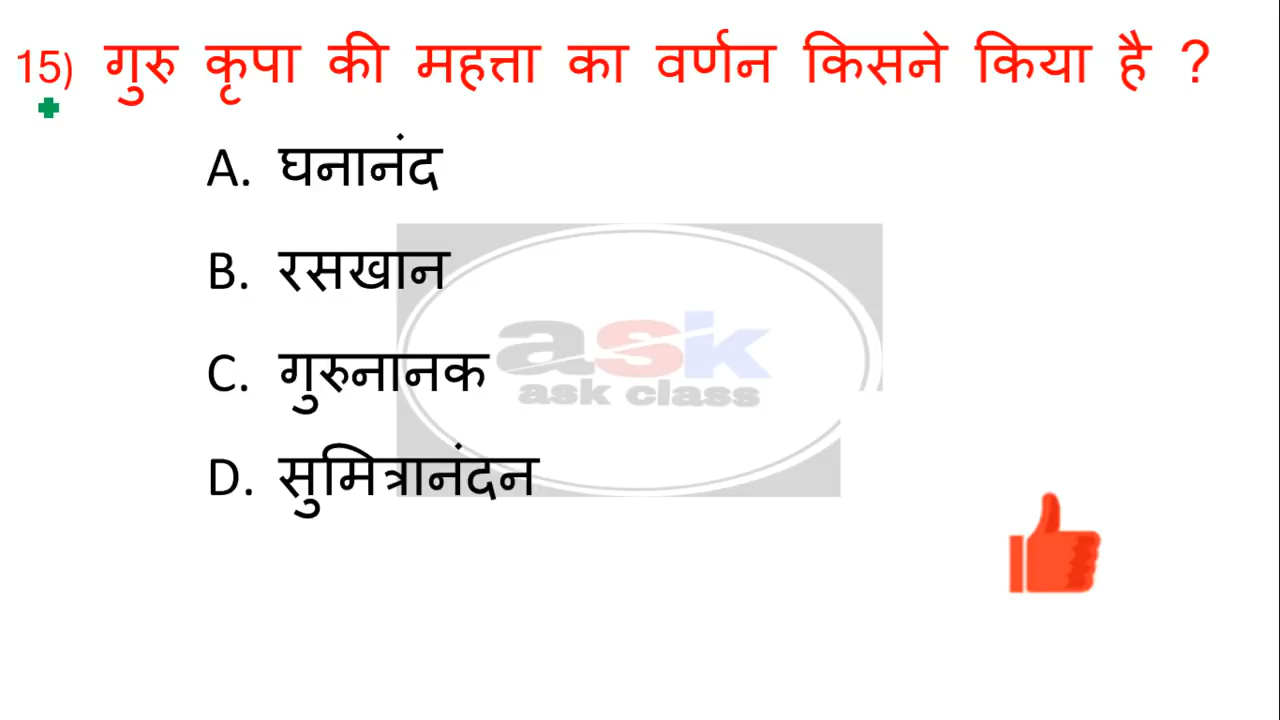 15) गुरु कृपा की महत्ता का वर्णन किसने किया है ?
A. घनानंद
B. रसखान
ask
C. गुरुनानक
ask class
D. सुमित्रानंदन